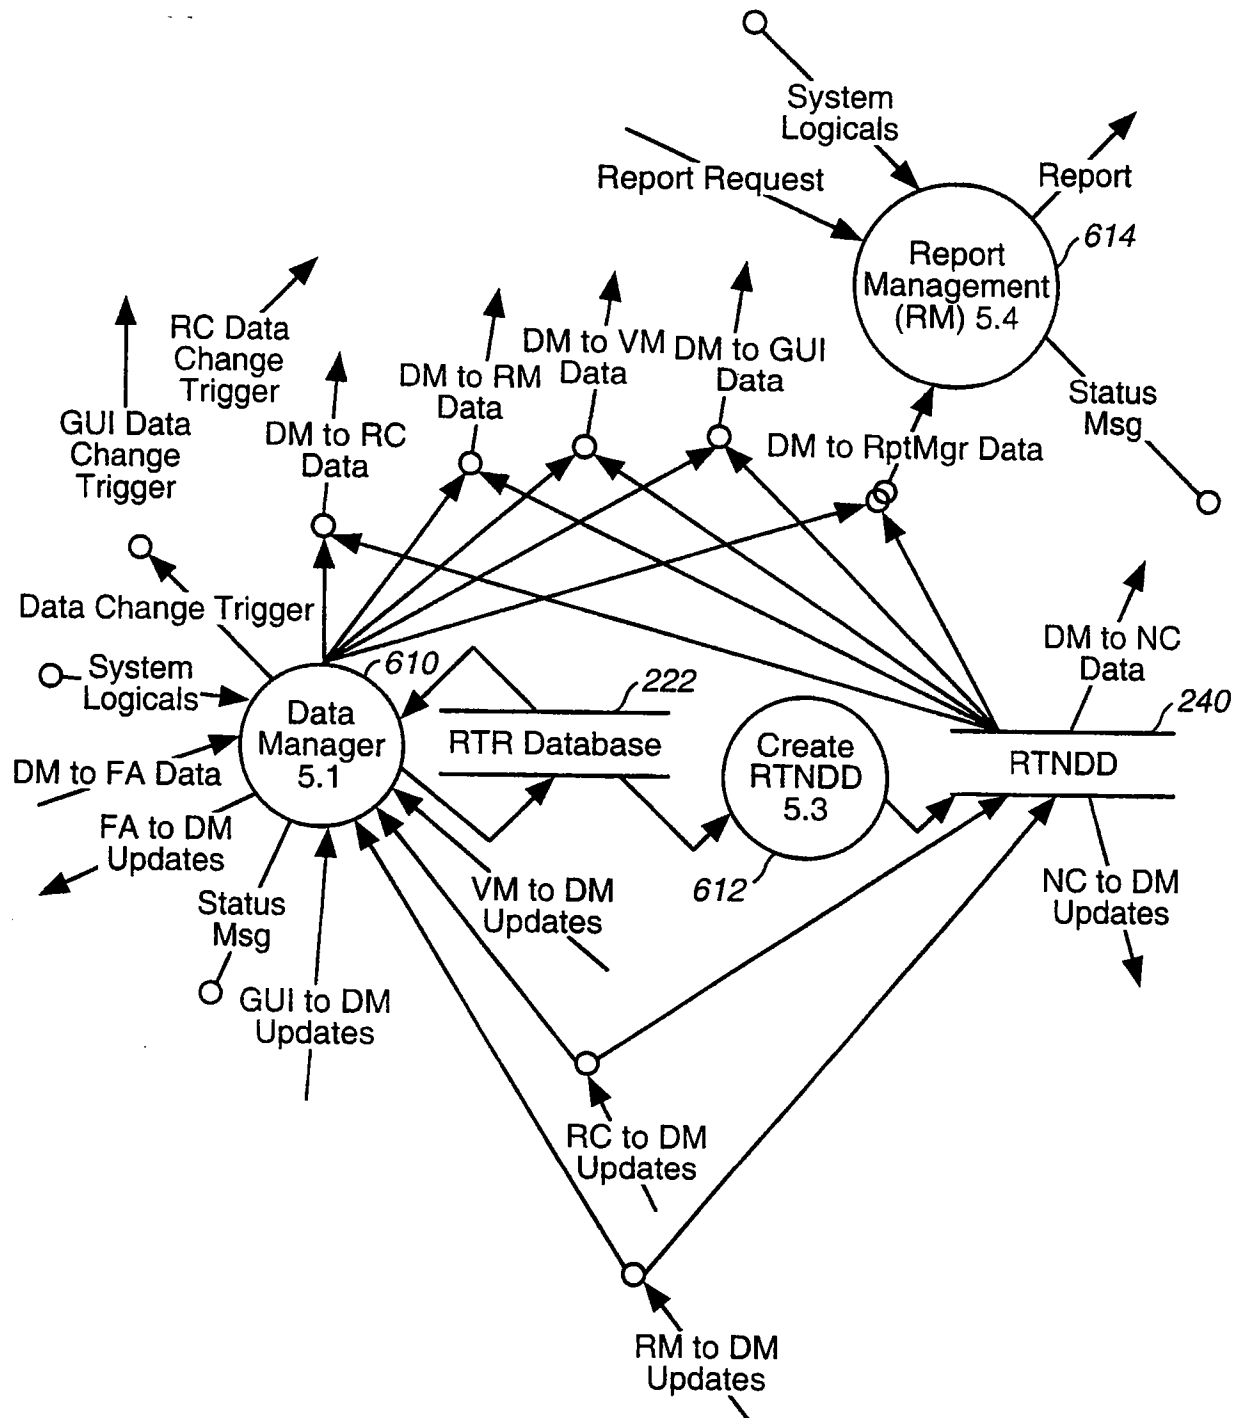 System
Logicals
Report Request
Report
614
Report
Management
(RM) 5.4
RC Data
Change
Trigger
DM to VM
Data
DM to GUI
Data
DM to RM
Data
Status
Msg
GUI Data
Change
Trigger
DM to RC
Data
DM to RptMgr Data
Data Change Trigger
DM to NC
Data
System
Logicals
610
222
240
Data
Manager
5.1
RTR Database
Create
RTNDD
5.3
RTNDD
DM to FA Data
FA to DM
Updates
612
VM to DM
Updates
NC to DM
Updates
Status
Msg
GUI to DM
Updates
RC to DM
Updates
RM to DM
Updates